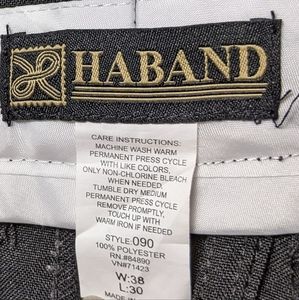 HABAND
CARE INSTRUCTIONS:
MACHINE WASH WARM
PERMANENT PRESS CYCLE
WITH LIKE COLORS,
ONLY NON-CHLORINE BLEACH
WHEN NEEDED.
TUMBLE DRY MEDIUM
PERMANENT PRESS CYCLE
REMOVE PROMPTLY,
TOUCH UP WITH
WARM IRON IF NEEDED
STYLE:090
100% POLYESTER
RN.#84890
VN#71423
W:38
L:30
MADE